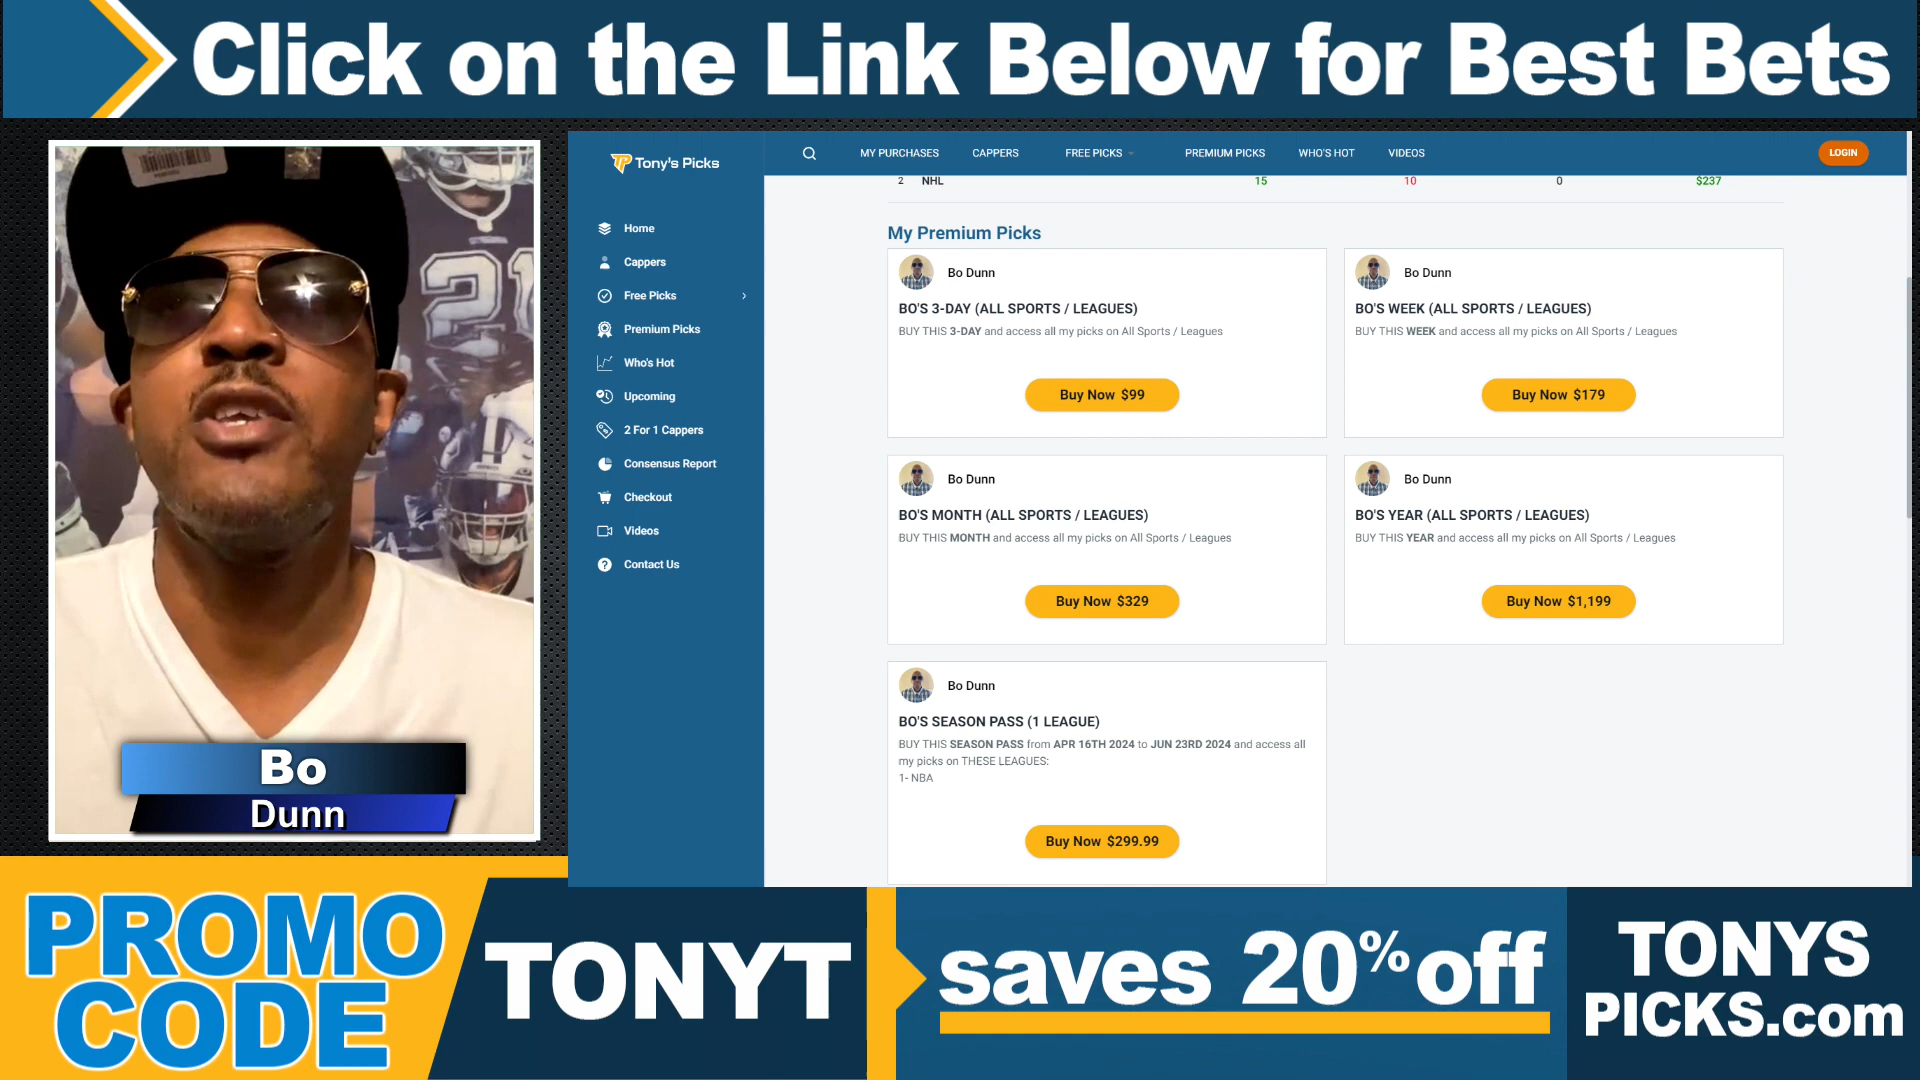 Click on the Link Below for Best Bets
TP Tony's Picks
MY PURCHASES
CAPPERS
FREE PICKS
PREMIUM PICKS
WHO'S HOT
VIDEOS
LOGIN
Home
Cappers
Free Picks
Premium Picks
Who's Hot
Upcoming
2 For 1 Cappers
Consensus Report
Checkout
Videos
Contact Us
2 NHL 15 10 0 $237
My Premium Picks
Bo Dunn
BO'S 3-DAY (ALL SPORTS / LEAGUES)
BUY THIS 3-DAY and access all my picks on All Sports / Leagues
Buy Now $99
Bo Dunn
BO'S WEEK (ALL SPORTS / LEAGUES)
BUY THIS WEEK and access all my picks on All Sports / Leagues
Buy Now $179
Bo Dunn
BO'S MONTH (ALL SPORTS / LEAGUES)
BUY THIS MONTH and access all my picks on All Sports / Leagues
Buy Now $329
Bo Dunn
BO'S YEAR (ALL SPORTS / LEAGUES)
BUY THIS YEAR and access all my picks on All Sports / Leagues
Buy Now $1,199
Bo Dunn
BO'S SEASON PASS (1 LEAGUE)
BUY THIS SEASON PASS from APR 16TH 2024 to JUN 23RD 2024 and access all
my picks on THESE LEAGUES:
1- NBA
Buy Now $299.99
21
Bo
Dunn
PROMO
CODE
TONYT
saves 20% off
TONYS
PICKS.com